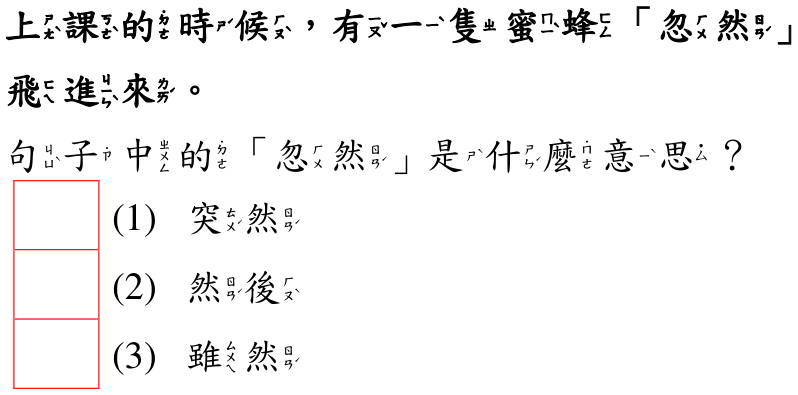 上課的時候，有一隻蜜蜂「忽然」
飛進來。
句子中的「忽然」是什麼意思？
(1) 突然
(2) 然後
(3) 雖然